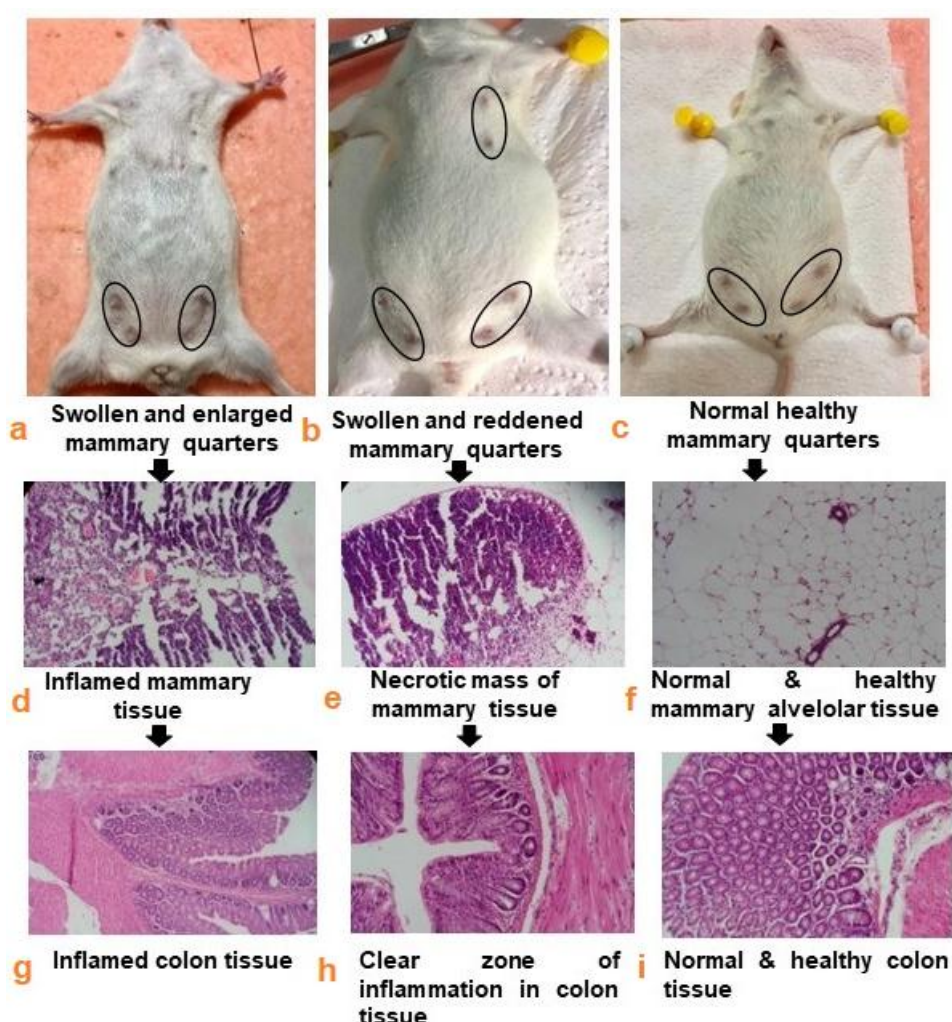 a Swollen and enlarged
mammary quarters
b Swollen and reddened
mammary quarters
c Normal healthy
mammary quarters
d Inflamed mammary
tissue
e Necrotic mass of
mammary tissue
f Normal & healthy
mammary alvelolar tissue
g Inflamed colon tissue
h Clear zone of
inflammation in colon
tissue
i Normal & healthy colon
tissue